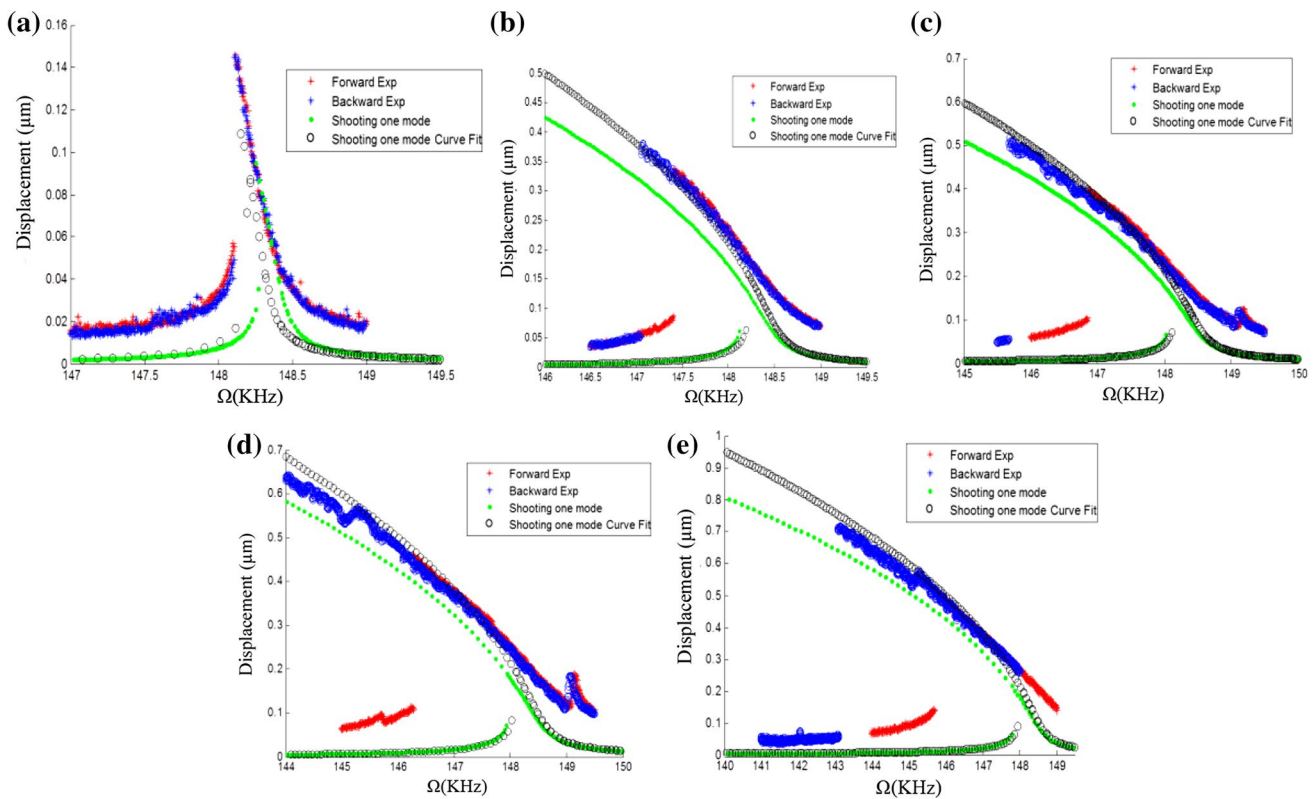 (a)
0.16
0.14
0.12
0.1
0.08
0.06
0.04
0.02
0
Displacement (μm)
Forward Exp
Backward Exp
Shooting one mode
Shooting one mode Curve Fit
147 147.5 148 148.5 149 149.5
Ω(KHz)
(b)
0.5
0.45
0.4
0.35
0.3
0.25
0.2
0.15
0.1
0.05
0
Displacement (μm)
Forward Exp
Backward Exp
Shooting one mode
Shooting one mode Curve Fit
146 146.5 147 147.5 148 148.5 149 149.5
Ω(KHz)
(c)
0.7
0.6
0.5
0.4
0.3
0.2
0.1
0
Displacement (μm)
Forward Exp
Backward Exp
Shooting one mode
Shooting one mode Curve Fit
145 146 147 148 149 150
Ω(KHz)
(d)
0.7
0.6
0.5
0.4
0.3
0.2
0.1
0
Displacement (μm)
Forward Exp
Backward Exp
Shooting one mode
Shooting one mode Curve Fit
144 145 146 147 148 149 150
Ω(KHz)
(e)
1
0.9
0.8
0.7
0.6
0.5
0.4
0.3
0.2
0.1
0
Displacement (μm)
Forward Exp
Backward Exp
Shooting one mode
Shooting one mode Curve Fit
140 141 142 143 144 145 146 147 148 149
Ω(KHz)